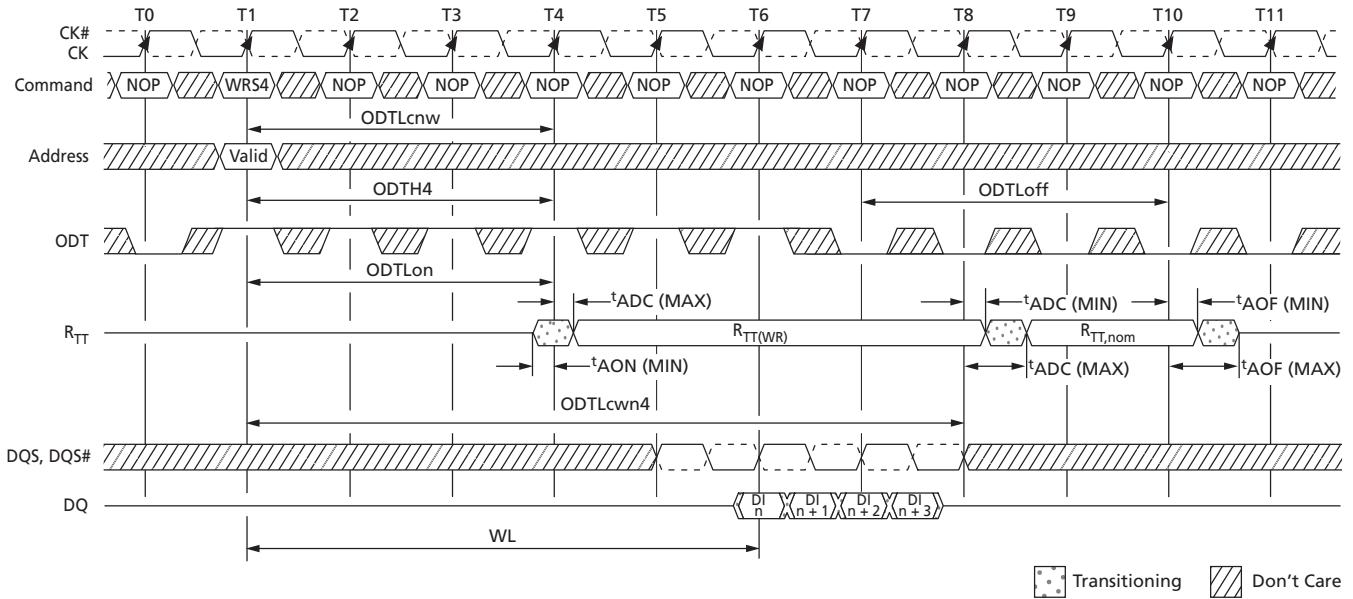 T0 T1 T2 T3 T4 T5 T6 T7 T8 T9 T10 T11
CK#
CK
Command NOP WRS4 NOP NOP NOP NOP NOP NOP NOP NOP NOP NOP
ODTLcnw
Address Valid
ODTH4 ODTLoff
ODT
ODTLon
tADC (MAX) tADC (MIN) tAOF (MIN)
RTT RTT(WR) RTT,nom
tAON (MIN) tADC (MAX) tAOF (MAX)
ODTLcwn4
DQS, DQS#
DQ DI n DI n + 1 DI n + 2 DI n + 3
WL
Transitioning Don't Care